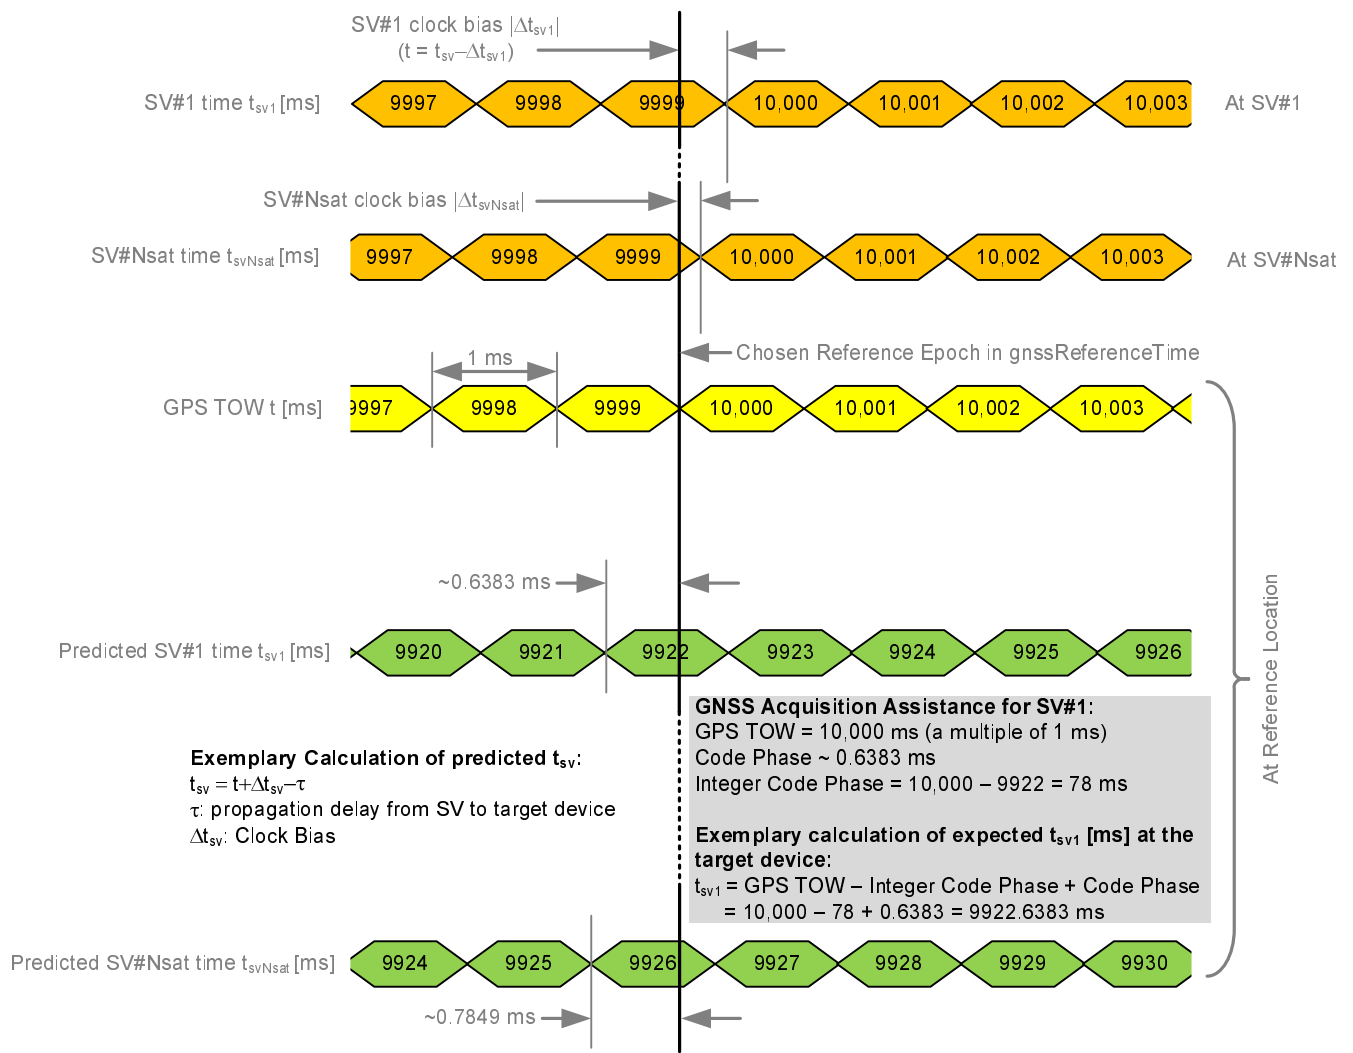 SV#1 clock bias |Δtsv1|
(t = tsv–Δtsv1)
SV#1 time tsv1 [ms]
9997 9998 9999 10,000 10,001 10,002 10,003
At SV#1
SV#Nsat clock bias |ΔtsvNsat|
SV#Nsat time tsvNsat [ms]
9997 9998 9999 10,000 10,001 10,002 10,003
At SV#Nsat
1 ms
Chosen Reference Epoch in gnssReferenceTime
GPS TOW t [ms]
9997 9998 9999 10,000 10,001 10,002 10,003
~0.6383 ms
Predicted SV#1 time tsv1 [ms]
9920 9921 9922 9923 9924 9925 9926
At Reference Location
GNSS Acquisition Assistance for SV#1:
GPS TOW = 10,000 ms (a multiple of 1 ms)
Code Phase ~ 0.6383 ms
Integer Code Phase = 10,000 – 9922 = 78 ms
Exemplary calculation of expected tsv1 [ms] at the
target device:
tsv1 = GPS TOW – Integer Code Phase + Code Phase
= 10,000 – 78 + 0.6383 = 9922.6383 ms
Exemplary Calculation of predicted tsv:
tsv = t+Δtsv–τ
τ: propagation delay from SV to target device
Δtsv: Clock Bias
Predicted SV#Nsat time tsvNsat [ms]
9924 9925 9926 9927 9928 9929 9930
~0.7849 ms